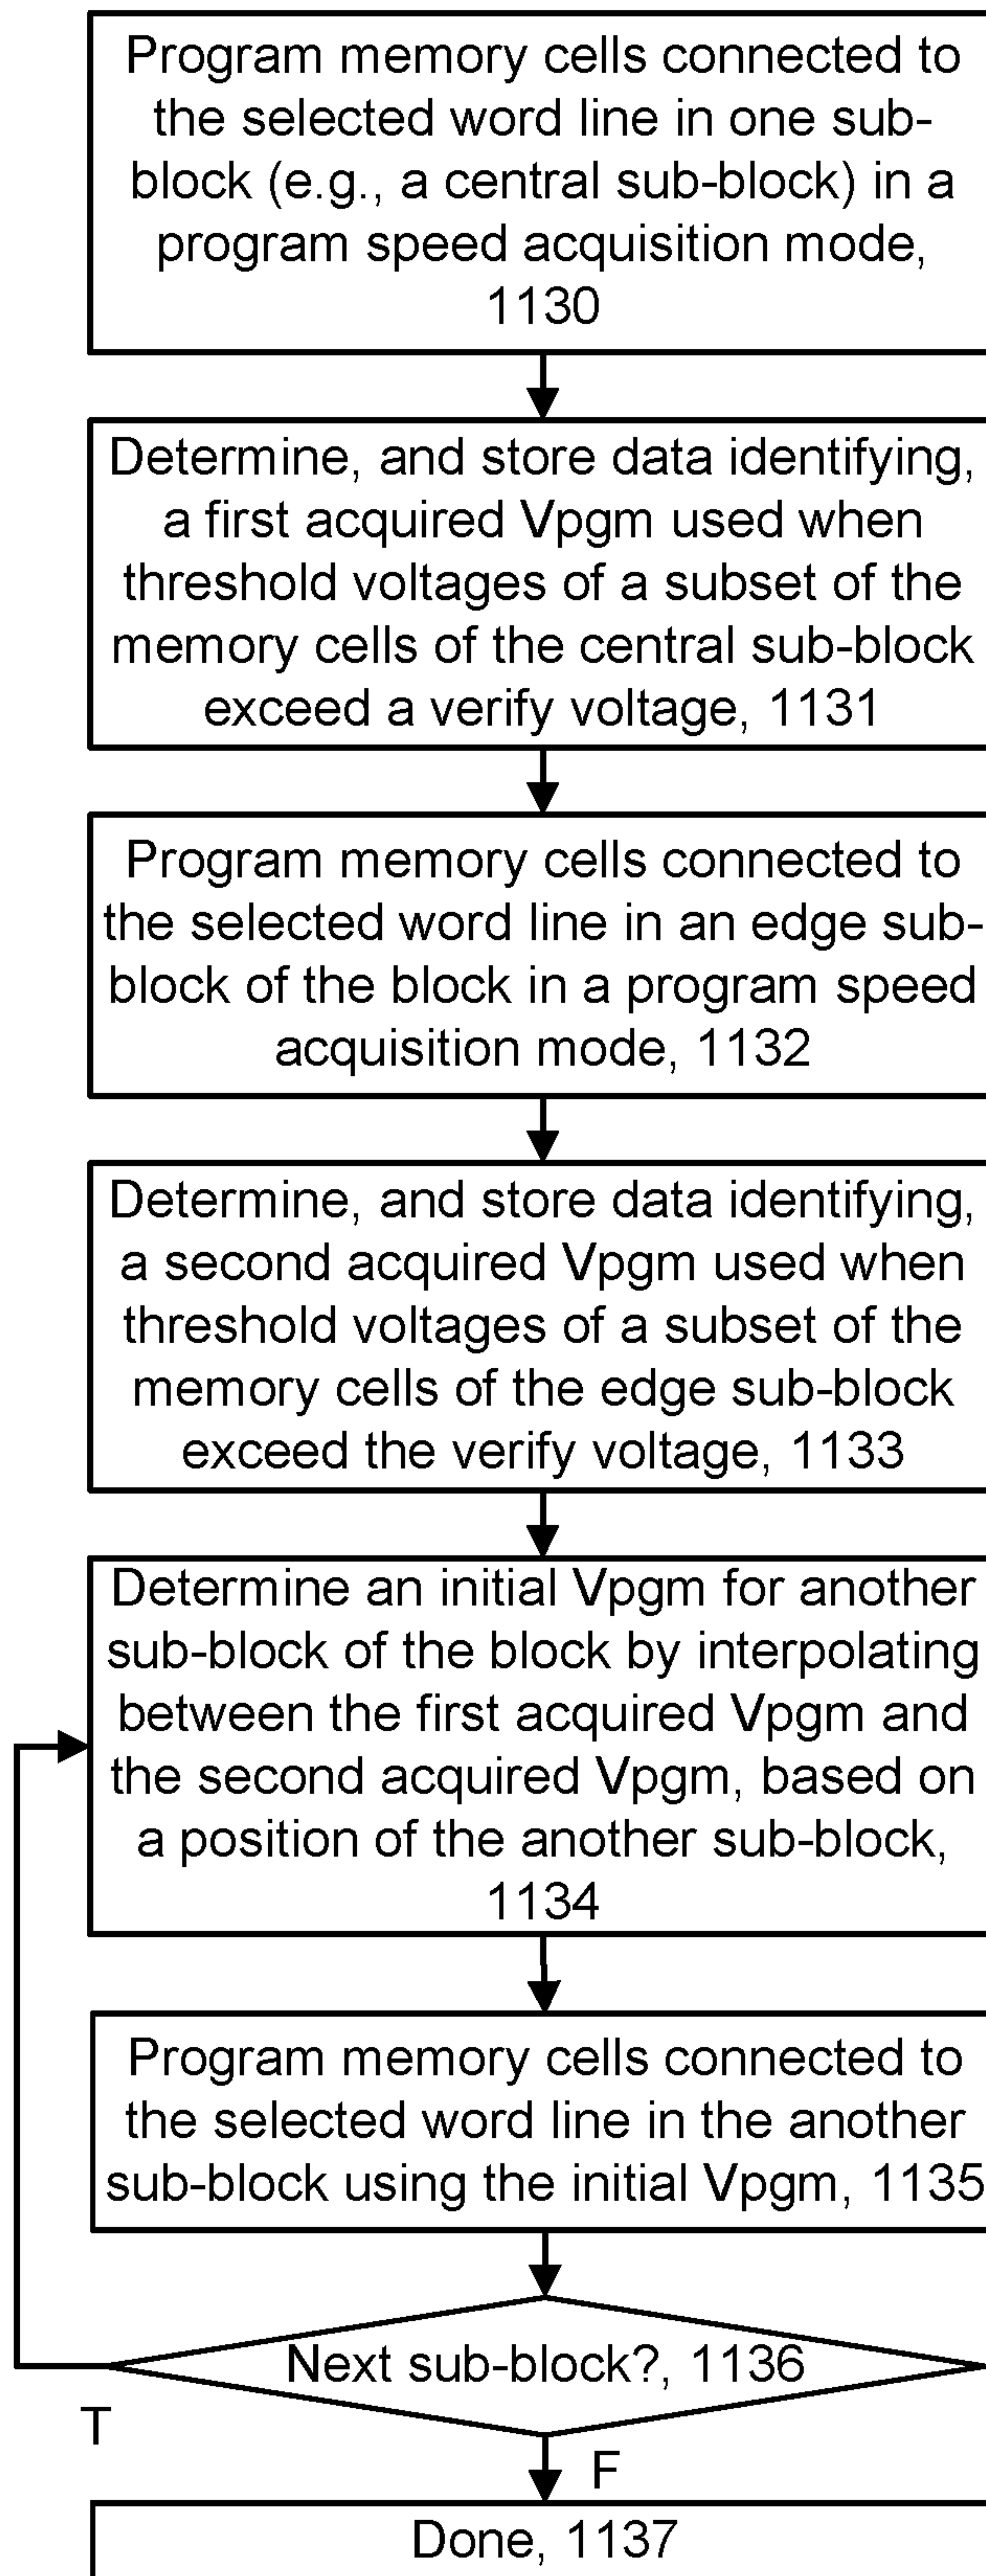 Program memory cells connected to
the selected word line in one sub-
block (e.g., a central sub-block) in a
program speed acquisition mode,
1130
Determine, and store data identifying,
a first acquired Vpgm used when
threshold voltages of a subset of the
memory cells of the central sub-block
exceed a verify voltage, 1131
Program memory cells connected to
the selected word line in an edge sub-
block of the block in a program speed
acquisition mode, 1132
Determine, and store data identifying,
a second acquired Vpgm used when
threshold voltages of a subset of the
memory cells of the edge sub-block
exceed the verify voltage, 1133
Determine an initial Vpgm for another
sub-block of the block by interpolating
between the first acquired Vpgm and
the second acquired Vpgm, based on
a position of the another sub-block,
1134
Program memory cells connected to
the selected word line in the another
sub-block using the initial Vpgm, 1135
Next sub-block?, 1136
T
F
Done, 1137